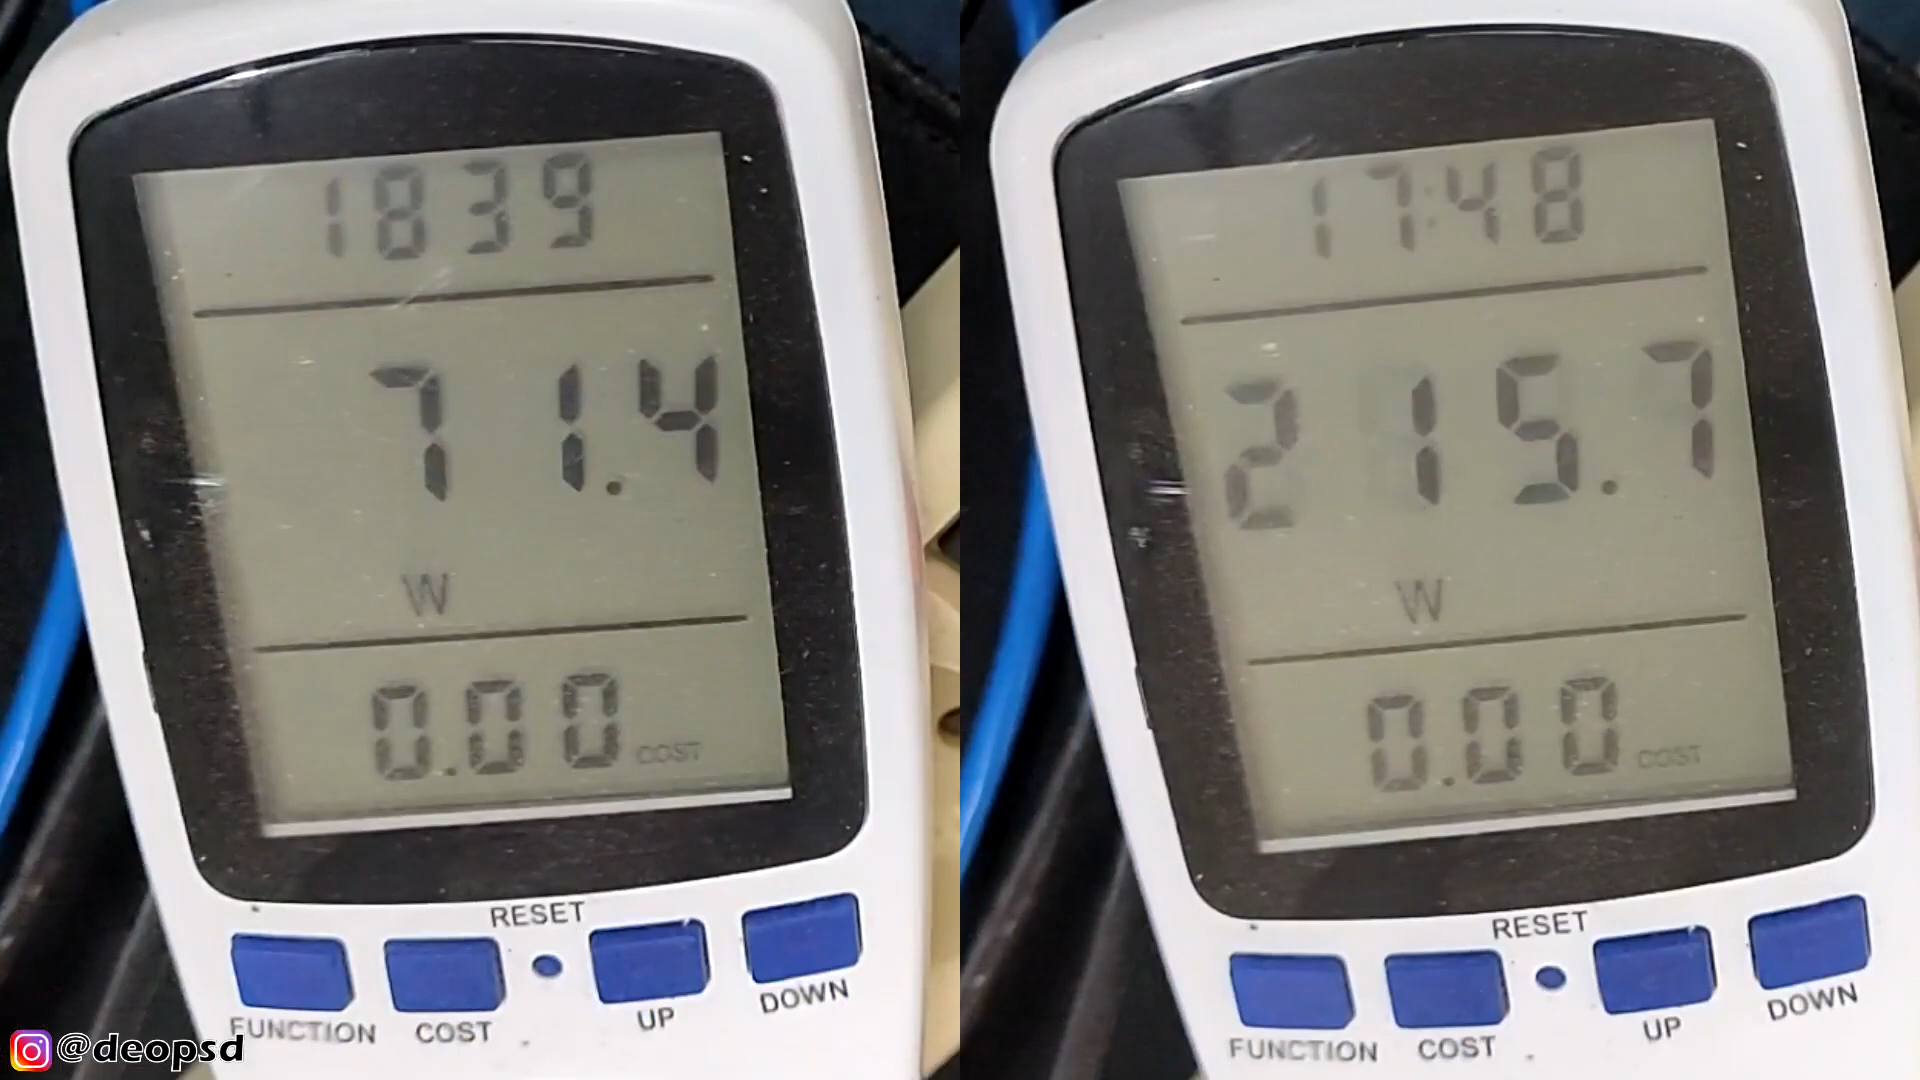 1839
71.4
W
0.00 COST
RESET
FUNCTION COST UP DOWN
@deopsd
17:48
215.7
W
0.00 COST
RESET
FUNCTION COST UP DOWN